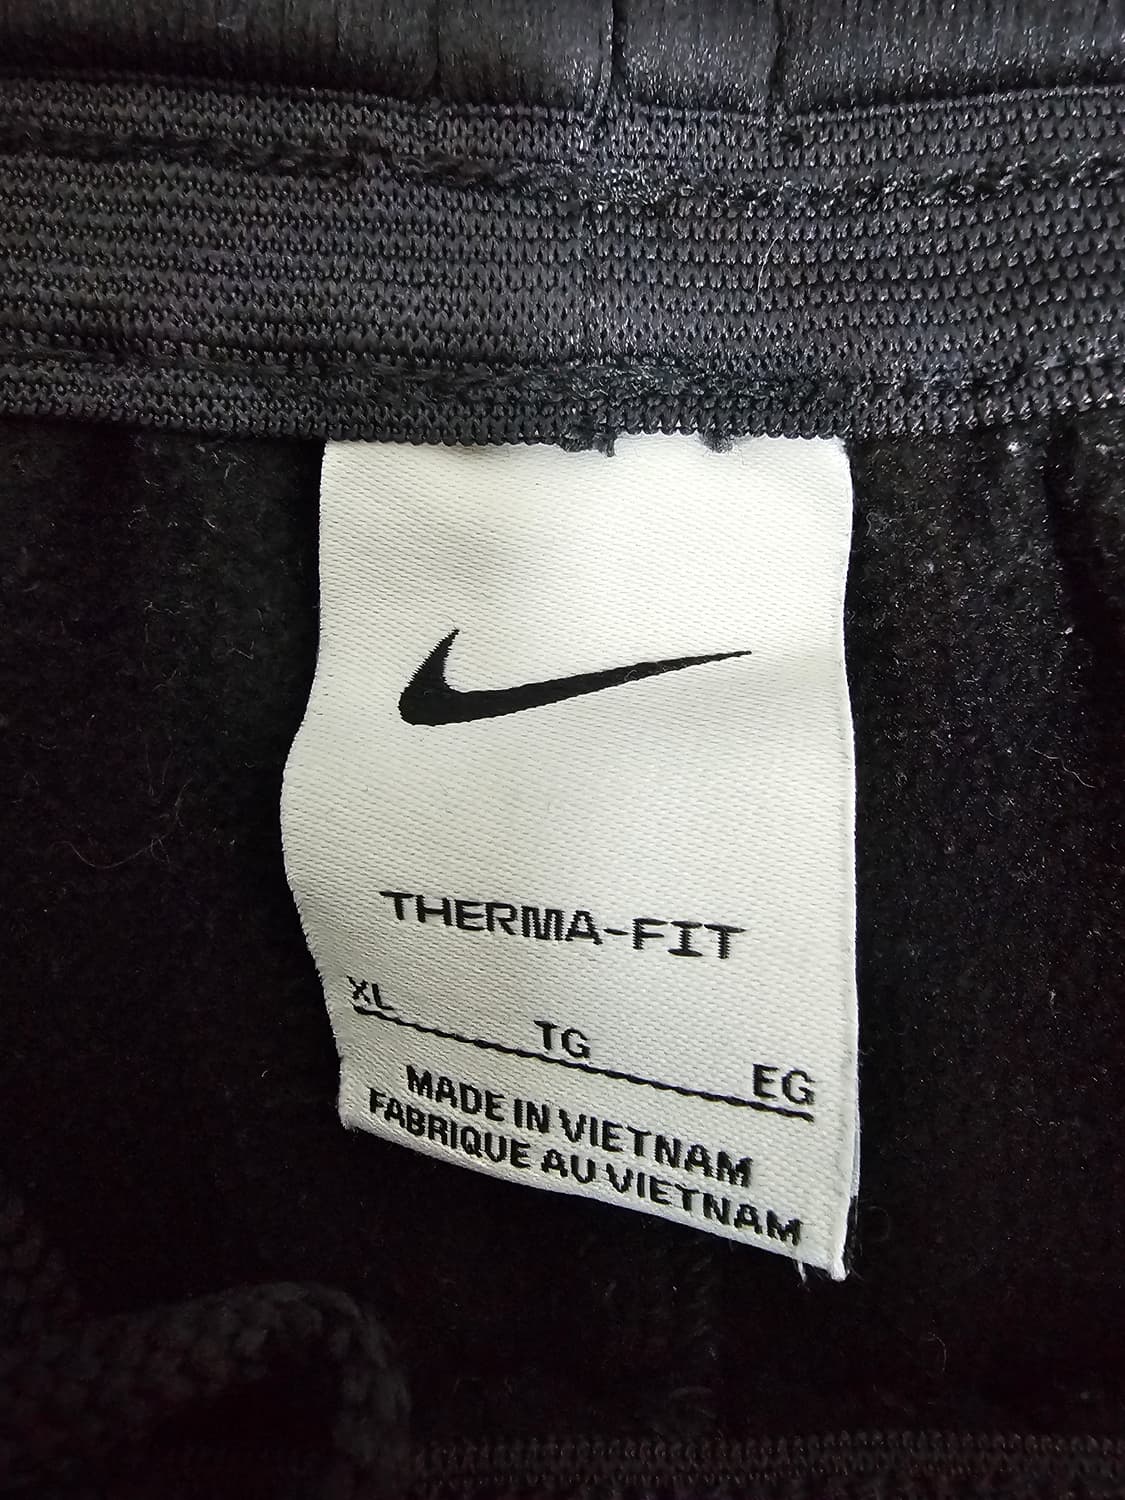 THERMA-FIT
XL TG EG
MADE IN VIETNAM
FABRIQUE AU VIETNAM